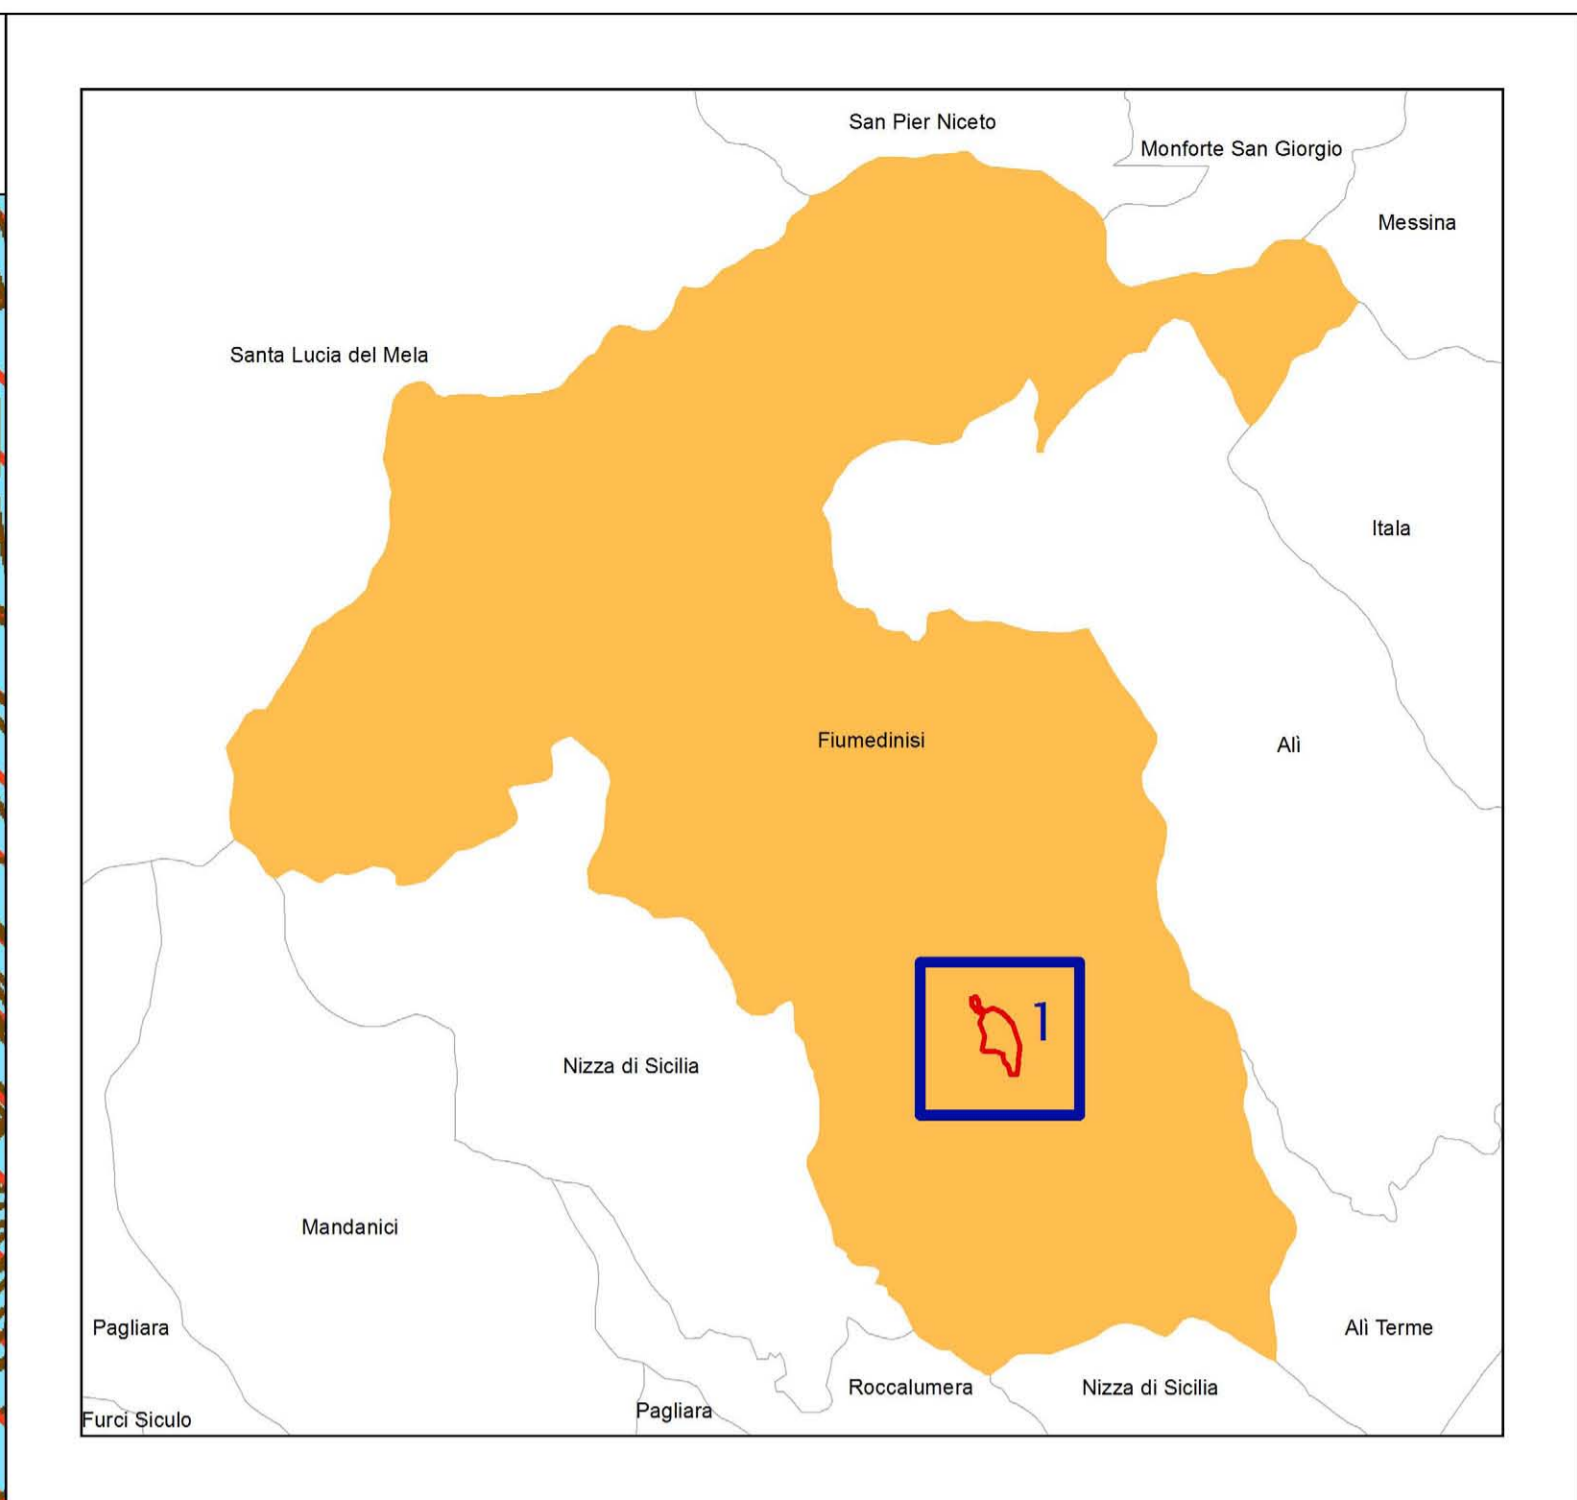 San Pier Niceto
Monforte San Giorgio
Messina
Santa Lucia del Mela
Itala
Fiumedinisi
Alì
1
Nizza di Sicilia
Mandanici
Pagliara
Alì Terme
Roccalumera
Nizza di Sicilia
Pagliara
Furci Siculo